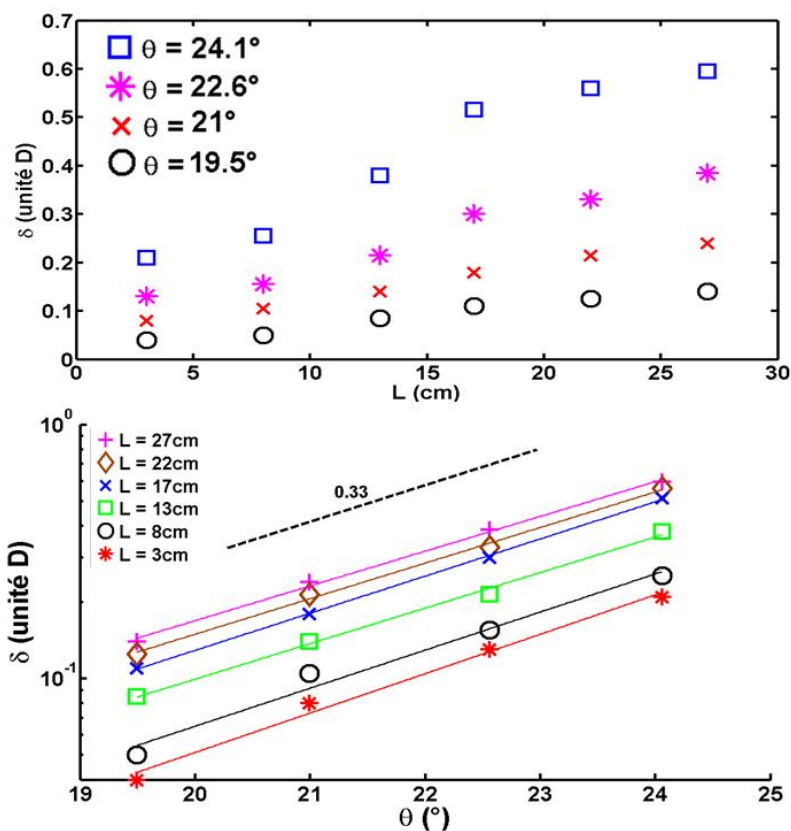 0.7
0.6
0.5
0.4
0.3
0.2
0.1
0
δ (unité D)
θ = 24.1°
θ = 22.6°
θ = 21°
θ = 19.5°
0 5 10 15 20 25 30
L (cm)
10⁰
10⁻¹
δ (unité D)
L = 27cm
L = 22cm
L = 17cm
L = 13cm
L = 8cm
L = 3cm
0.33
19 20 21 22 23 24 25
θ (°)